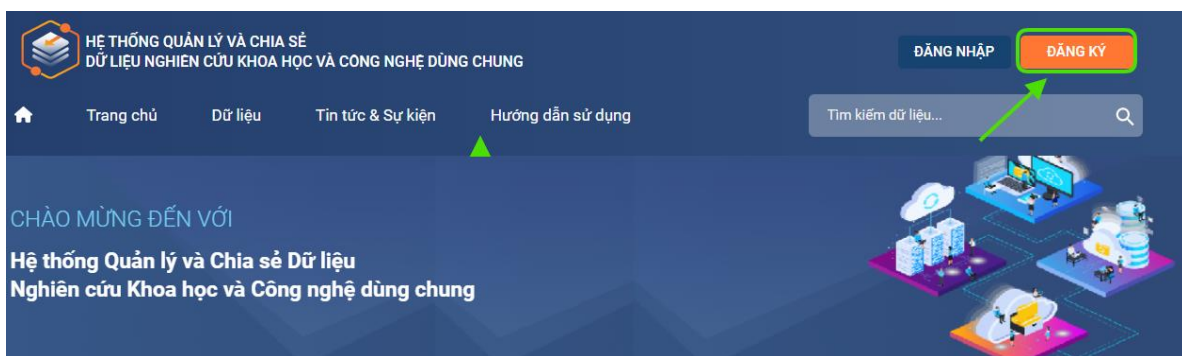 HỆ THỐNG QUẢN LÝ VÀ CHIA SẺ
DỮ LIỆU NGHIÊN CỨU KHOA HỌC VÀ CÔNG NGHỆ DÙNG CHUNG
ĐĂNG NHẬP
ĐĂNG KÝ
Trang chủ
Dữ liệu
Tin tức & Sự kiện
Hướng dẫn sử dụng
Tìm kiếm dữ liệu...
CHÀO MỪNG ĐẾN VỚI
Hệ thống Quản lý và Chia sẻ Dữ liệu
Nghiên cứu Khoa học và Công nghệ dùng chung